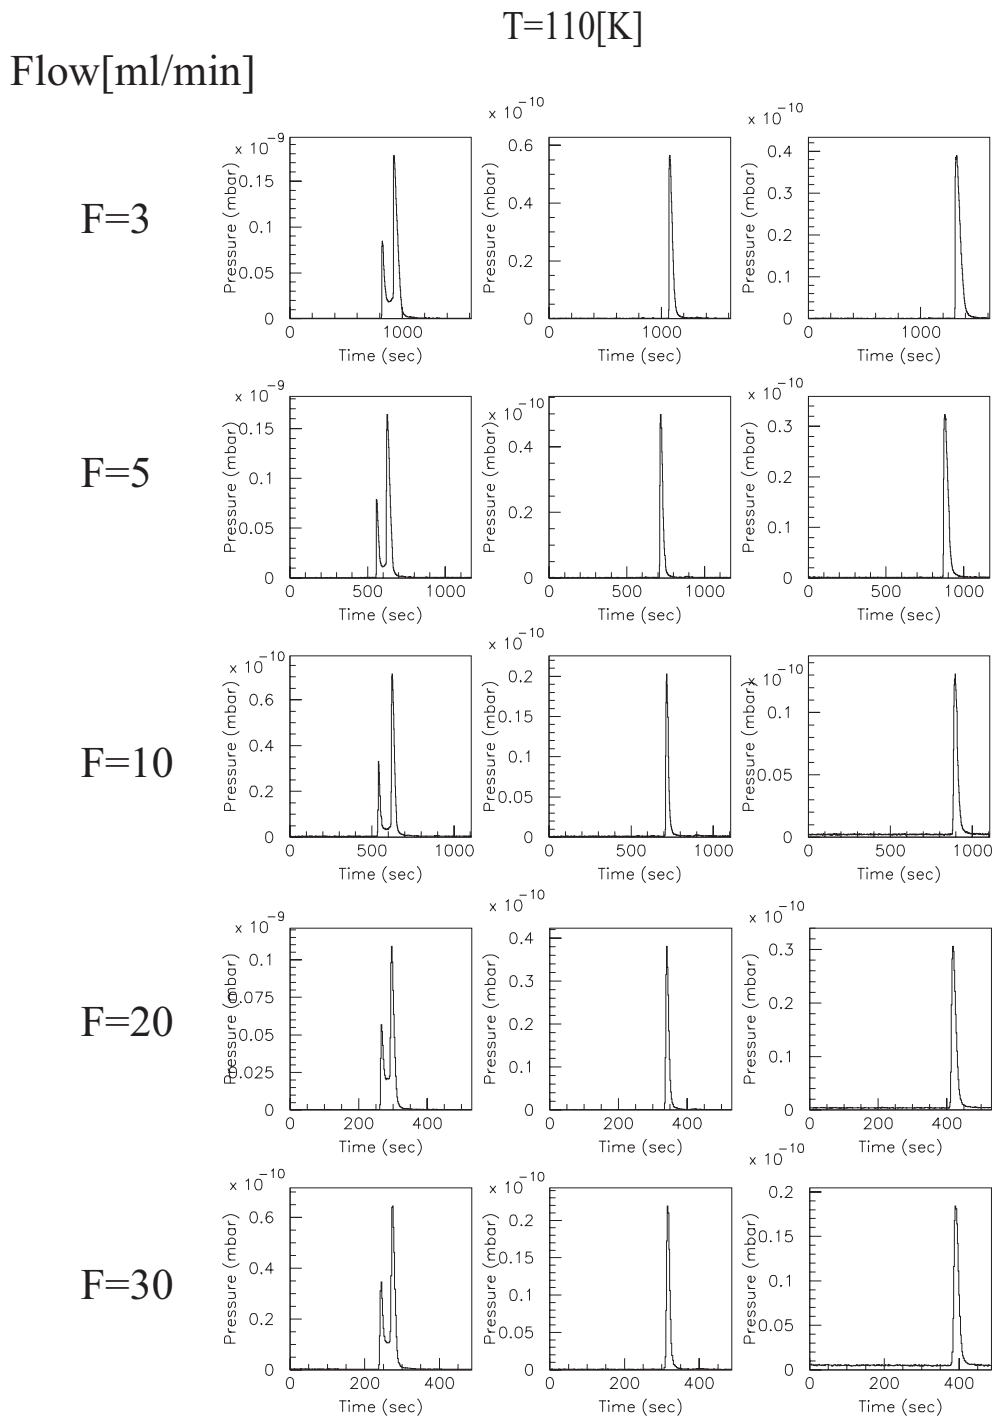 T=110[K]
Flow[ml/min]
F=3
x 10^-9
Pressure (mbar)
0.15
0.1
0.05
0
0 1000
Time (sec)
x 10^-10
Pressure (mbar)
0.6
0.4
0.2
0
0 1000
Time (sec)
x 10^-10
Pressure (mbar)
0.4
0.3
0.2
0.1
0
0 1000
Time (sec)
F=5
x 10^-9
Pressure (mbar)
0.15
0.1
0.05
0
0 500 1000
Time (sec)
x 10^-10
Pressure (mbar)
0.4
0.2
0
0 500 1000
Time (sec)
x 10^-10
Pressure (mbar)
0.3
0.2
0.1
0
0 500 1000
Time (sec)
F=10
x 10^-10
Pressure (mbar)
0.6
0.4
0.2
0
0 500 1000
Time (sec)
x 10^-10
Pressure (mbar)
0.2
0.15
0.1
0.05
0
0 500 1000
Time (sec)
x 10^-10
Pressure (mbar)
0.1
0.05
0
0 500 1000
Time (sec)
F=20
x 10^-9
Pressure (mbar)
0.1
0.075
0.05
0.025
0
0 200 400
Time (sec)
x 10^-10
Pressure (mbar)
0.4
0.3
0.2
0.1
0
0 200 400
Time (sec)
x 10^-10
Pressure (mbar)
0.3
0.2
0.1
0
0 200 400
Time (sec)
F=30
x 10^-10
Pressure (mbar)
0.6
0.4
0.2
0
0 200 400
Time (sec)
x 10^-10
Pressure (mbar)
0.2
0.15
0.1
0.05
0
0 200 400
Time (sec)
x 10^-10
Pressure (mbar)
0.2
0.15
0.1
0.05
0
0 200 400
Time (sec)